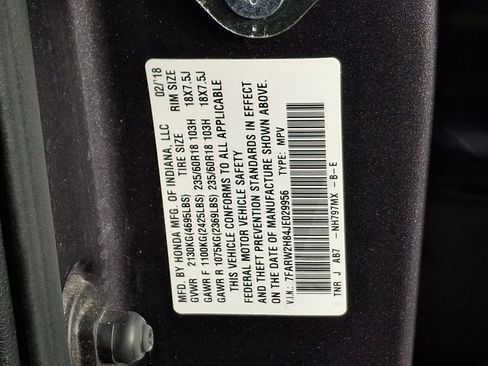 MFD. BY HONDA MFG. OF INDIANA, LLC 02/'18
TIRE SIZE RIM SIZE
GVWR 2130KG(4695LBS)
GAWR F 1100KG(2425LBS) 235/60R18 103H 18X7.5J
GAWR R 1075KG(2369LBS) 235/60R18 103H 18X7.5J
THIS VEHICLE CONFORMS TO ALL APPLICABLE
FEDERAL MOTOR VEHICLE SAFETY
AND THEFT PREVENTION STANDARDS IN EFFECT
ON THE DATE OF MANUFACTURE SHOWN ABOVE.
V.I.N.: 7FARW2H84JE029956 TYPE: MPV
TNR J AB7 -NH797MX -B-E